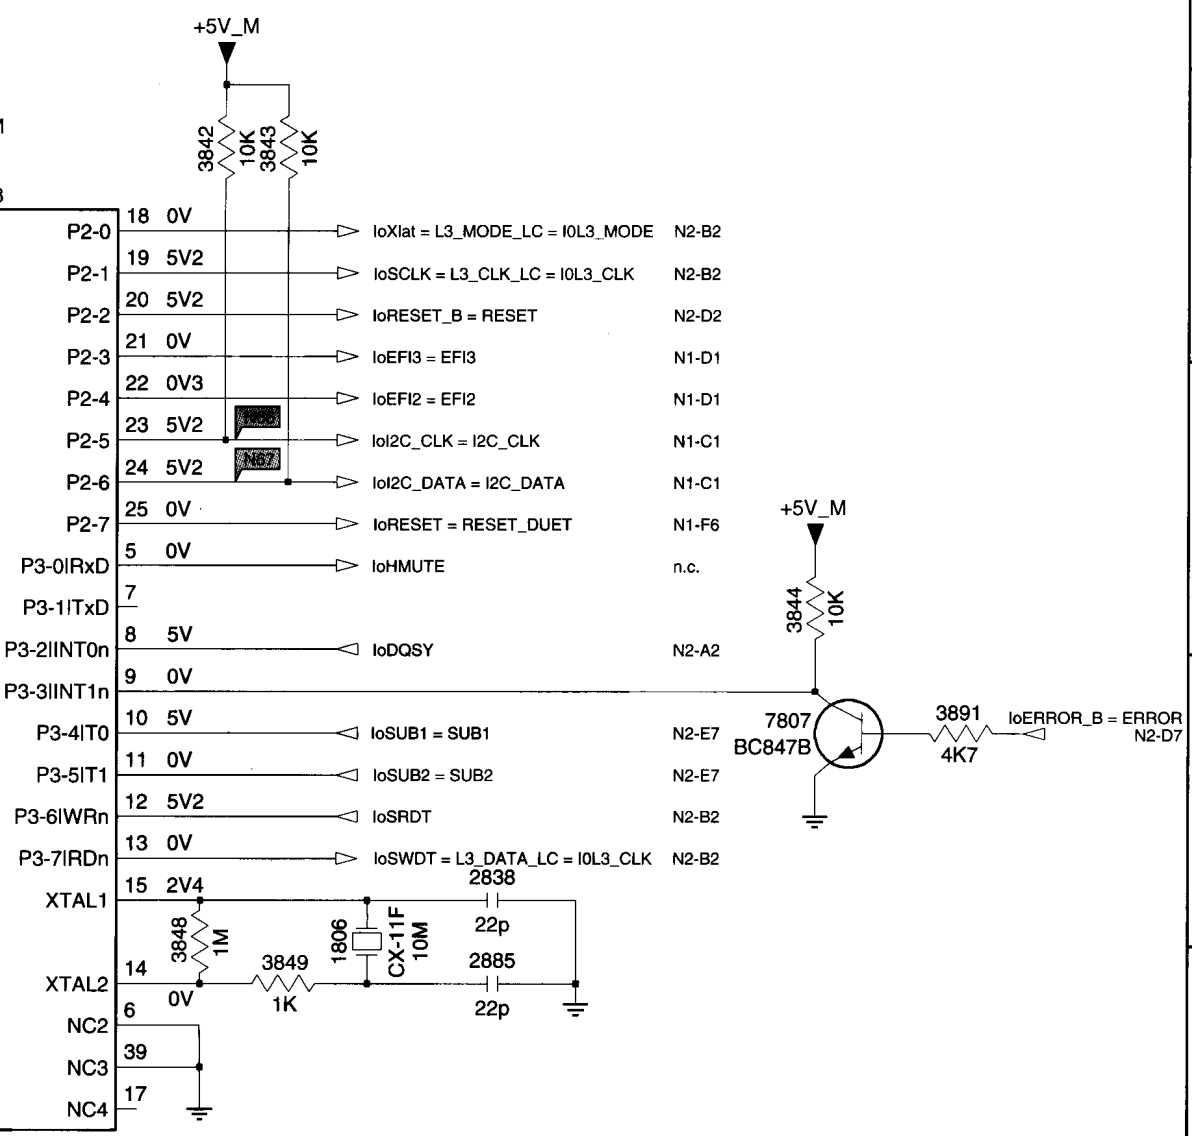 +5V_M
3842
10K
3843
10K
P2-0 18 0V IoXlat = L3_MODE_LC = I0L3_MODE N2-B2
P2-1 19 5V2 IoSCLK = L3_CLK_LC = I0L3_CLK N2-B2
P2-2 20 5V2 IoRESET_B = RESET N2-D2
P2-3 21 0V IoEFI3 = EFI3 N1-D1
P2-4 22 0V3 IoEFI2 = EFI2 N1-D1
P2-5 23 5V2 IoI2C_CLK = I2C_CLK N1-C1
N67
P2-6 24 5V2 IoI2C_DATA = I2C_DATA N1-C1
P2-7 25 0V IoRESET = RESET_DUET N1-F6
P3-0|RxD 5 0V IoHMUTE n.c.
P3-1|TxD 7
P3-2|INT0n 8 5V IoDQSY N2-A2
P3-3|INT1n 9 0V
P3-4|T0 10 5V IoSUB1 = SUB1 N2-E7
P3-5|T1 11 0V IoSUB2 = SUB2 N2-E7
P3-6|WRn 12 5V2 IoSRDT N2-B2
P3-7|RDn 13 0V IoSWDT = L3_DATA_LC = I0L3_CLK N2-B2
+5V_M
3844
10K
7807
BC847B
3891
4K7
IoERROR_B = ERROR
N2-D7
XTAL1 15 2V4
3848
1M
1806
CX-11F
10M
2838
22p
XTAL2 14 0V
3849
1K
2885
22p
NC2 6
NC3 39
NC4 17